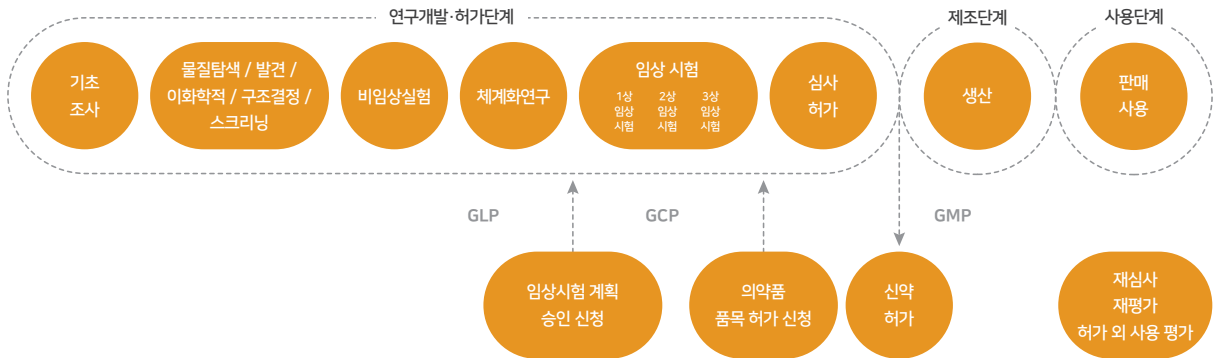 연구개발·허가단계
제조단계
사용단계
기초
조사
물질탐색 / 발견 /
이화학적 / 구조결정 /
스크리닝
비임상실험
체계화연구
임상 시험
1상
임상
시험
2상
임상
시험
3상
임상
시험
심사
허가
생산
판매
사용
GLP
GCP
GMP
임상시험 계획
승인 신청
의약품
품목 허가 신청
신약
허가
재심사
재평가
허가 외 사용 평가